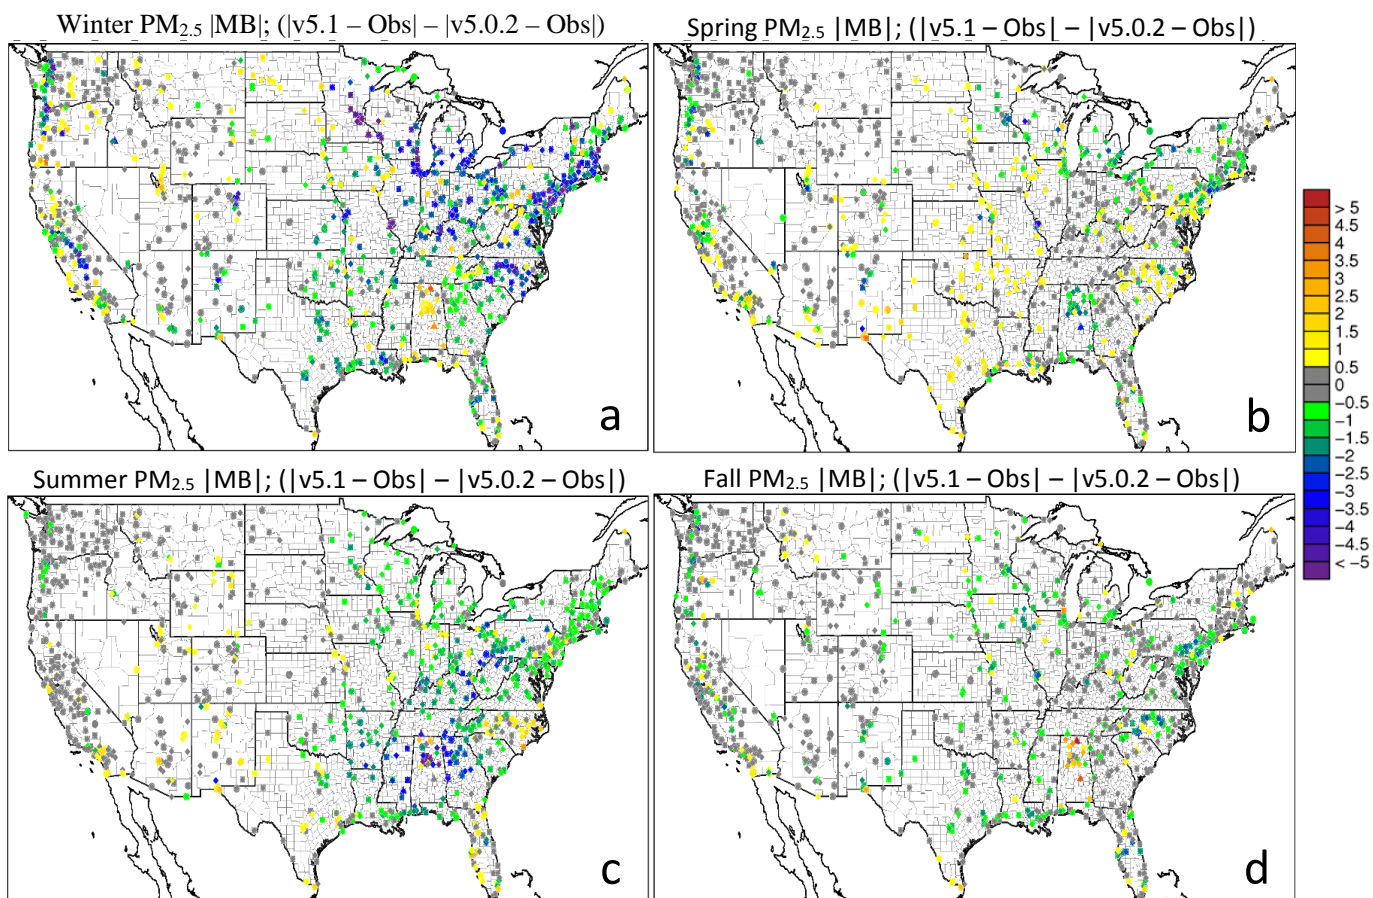 Winter PM₂.₅ |MB|; (|v5.1 – Obs| – |v5.0.2 – Obs|)
Spring PM₂.₅ |MB|; (|v5.1 – Obs| – |v5.0.2 – Obs|)
a
b
Summer PM₂.₅ |MB|; (|v5.1 – Obs| – |v5.0.2 – Obs|)
Fall PM₂.₅ |MB|; (|v5.1 – Obs| – |v5.0.2 – Obs|)
c
d
> 5
4.5
4
3.5
3
2.5
2
1.5
1
0.5
0
−0.5
−1
−1.5
−2
−2.5
−3
−3.5
−4
−4.5
< −5